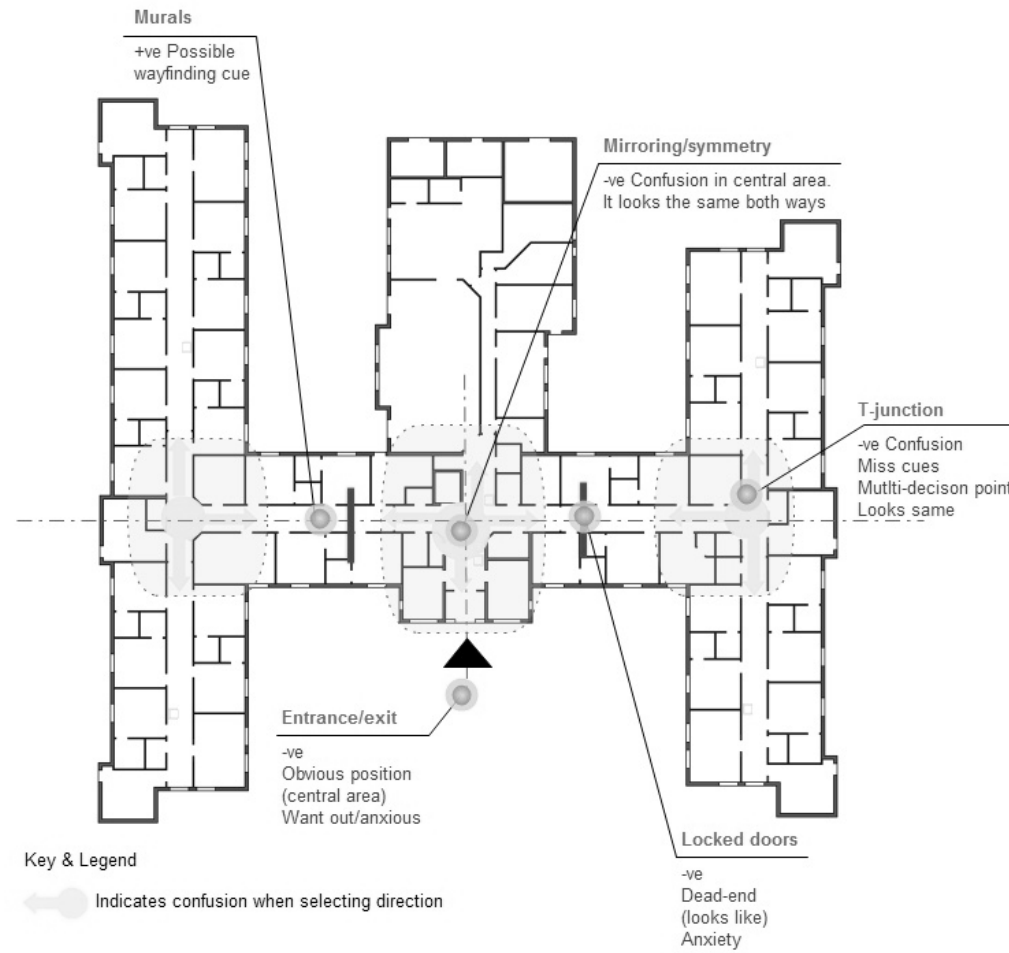 Murals
+ve Possible
wayfinding cue
Mirroring/symmetry
-ve Confusion in central area.
It looks the same both ways
T-junction
-ve Confusion
Miss cues
Mutlti-decison point
Looks same
Entrance/exit
-ve
Obvious position
(central area)
Want out/anxious
Locked doors
-ve
Dead-end
(looks like)
Anxiety
Key & Legend
Indicates confusion when selecting direction